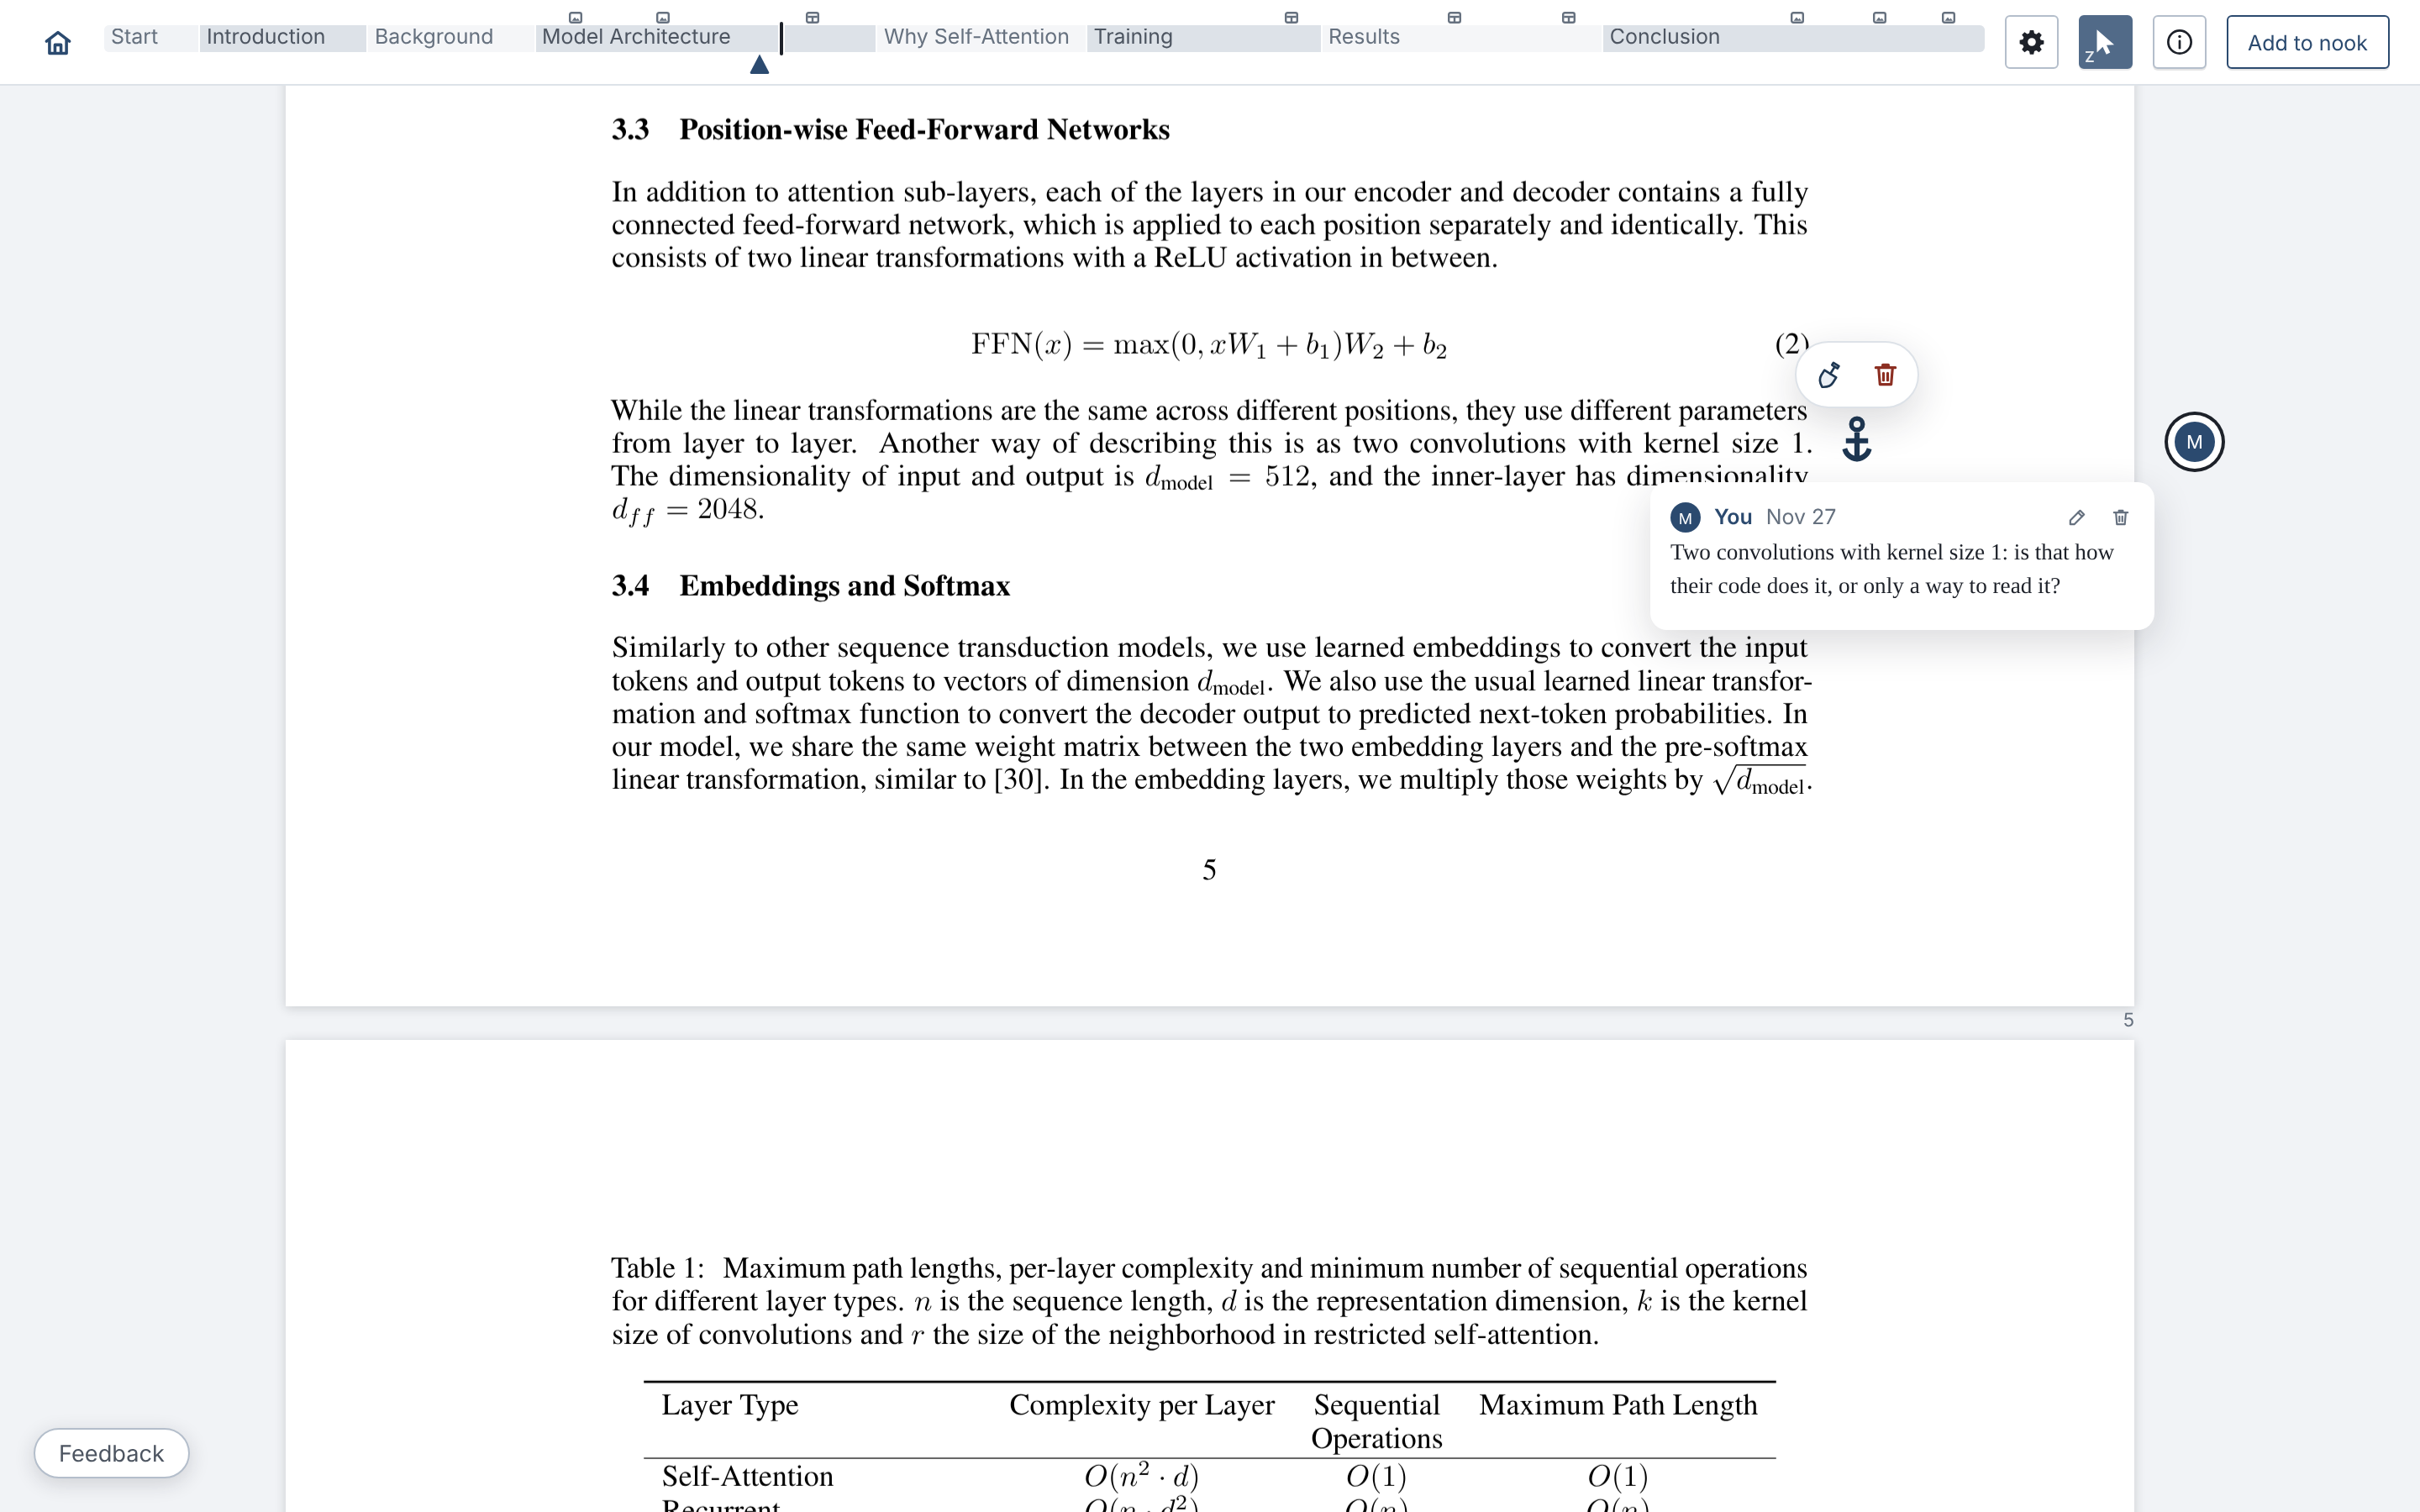 Start Introduction Background Model Architecture Why Self-Attention Training Results Conclusion
z
Add to nook
3.3 Position-wise Feed-Forward Networks
In addition to attention sub-layers, each of the layers in our encoder and decoder contains a fully
connected feed-forward network, which is applied to each position separately and identically. This
consists of two linear transformations with a ReLU activation in between.
FFN(x) = max(0, xW₁ + b₁)W₂ + b₂ (2)
While the linear transformations are the same across different positions, they use different parameters
from layer to layer. Another way of describing this is as two convolutions with kernel size 1.
The dimensionality of input and output is d_model = 512, and the inner-layer has dimensionality
d_ff = 2048.
M
M You Nov 27
Two convolutions with kernel size 1: is that how
their code does it, or only a way to read it?
3.4 Embeddings and Softmax
Similarly to other sequence transduction models, we use learned embeddings to convert the input
tokens and output tokens to vectors of dimension d_model. We also use the usual learned linear transfor-
mation and softmax function to convert the decoder output to predicted next-token probabilities. In
our model, we share the same weight matrix between the two embedding layers and the pre-softmax
linear transformation, similar to [30]. In the embedding layers, we multiply those weights by √d_model.
5
5
Table 1: Maximum path lengths, per-layer complexity and minimum number of sequential operations
for different layer types. n is the sequence length, d is the representation dimension, k is the kernel
size of convolutions and r the size of the neighborhood in restricted self-attention.
Layer Type Complexity per Layer Sequential Maximum Path Length
Operations
Self-Attention O(n² · d) O(1) O(1)
Recurrent O(n · d²) O(n) O(n)
Feedback